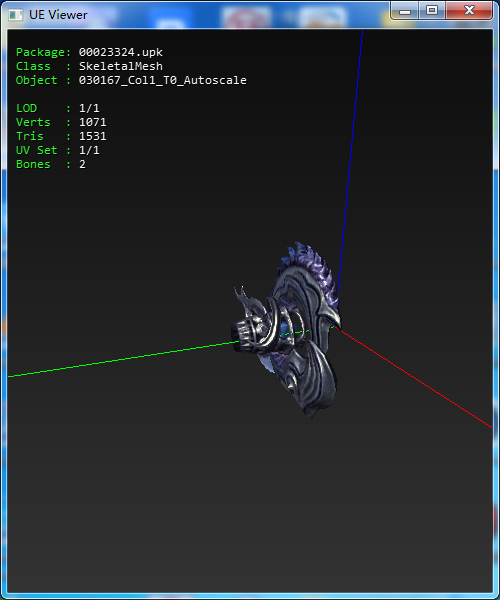 UE Viewer
Package: 00023324.upk
Class : SkeletalMesh
Object : 030167_Col1_T0_Autoscale
LOD : 1/1
Verts : 1071
Tris : 1531
UV Set : 1/1
Bones : 2